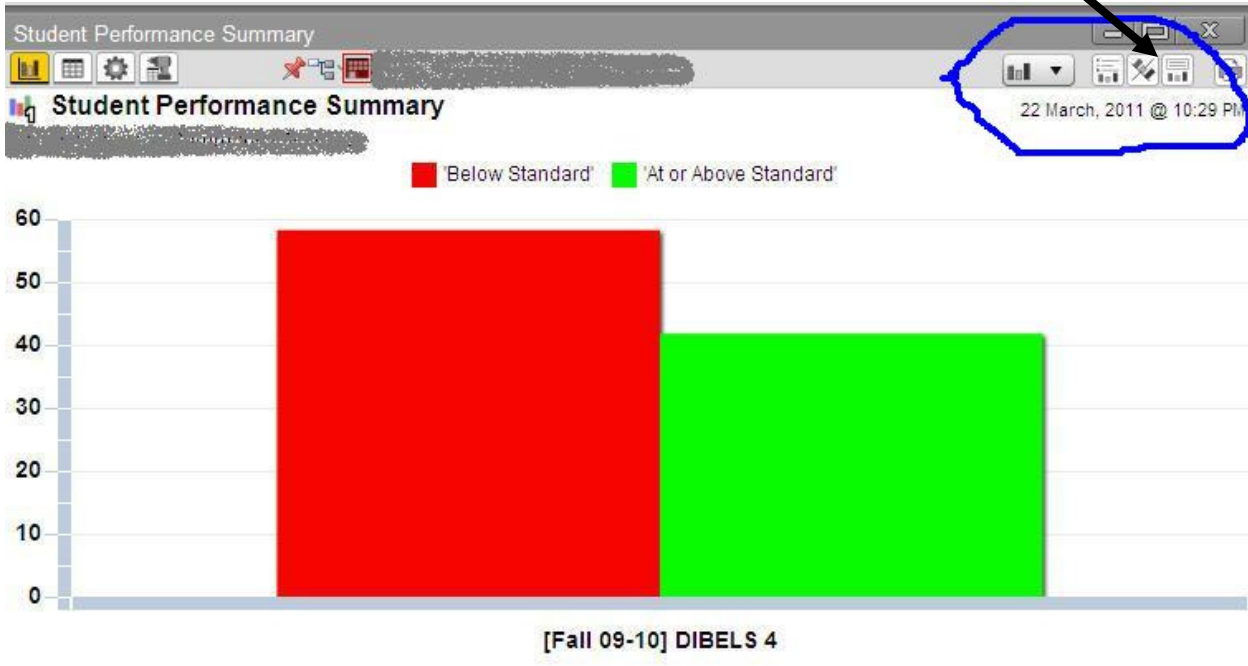 Student Performance Summary
Student Performance Summary
22 March, 2011 @ 10:29 PM
'Below Standard' 'At or Above Standard'
60
50
40
30
20
10
0
[Fall 09-10] DIBELS 4